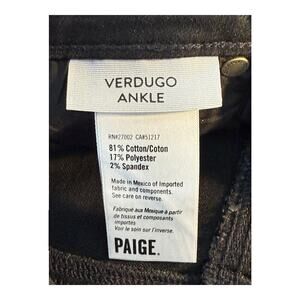 VERDUGO
ANKLE
RN#27002 CA#51217
81% Cotton/Coton
17% Polyester
2% Spandex
Made in Mexico of Imported
fabric and components.
See care on reverse.
Fabriqué aux Mexique à partir
de tissus et composants
importés
Voir le soin sur l'inverse.
PAIGE.